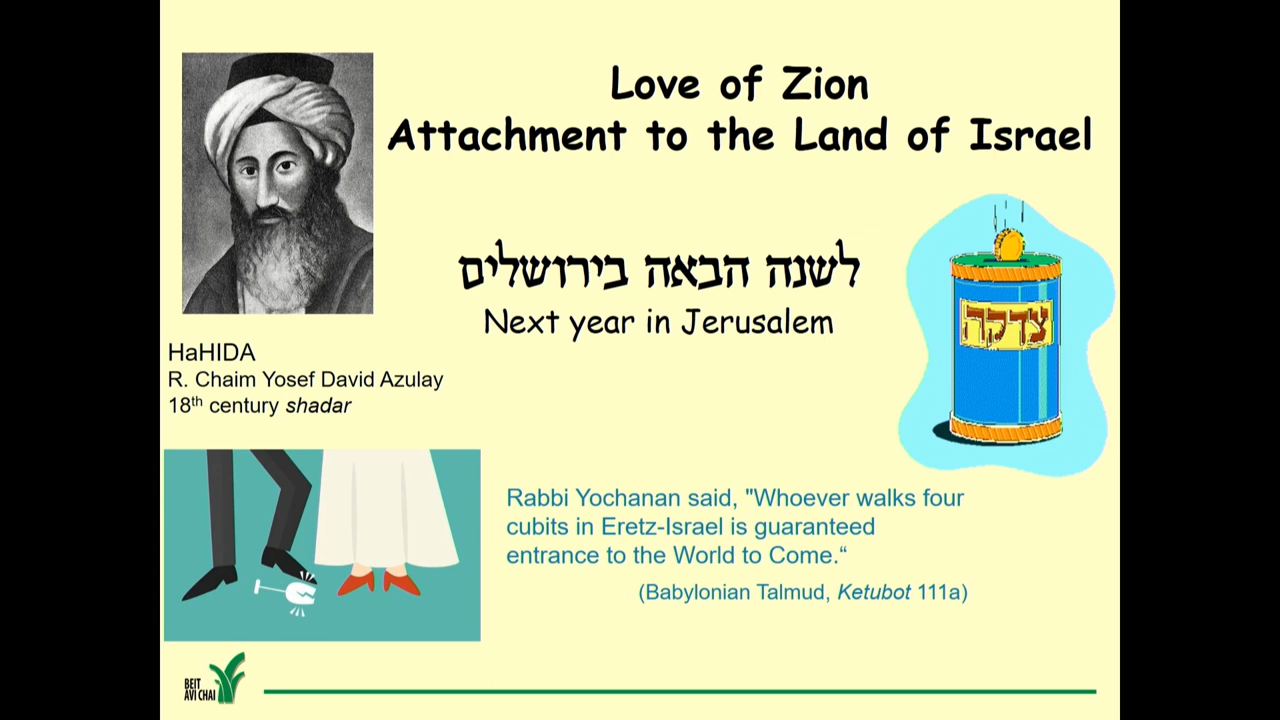 Love of Zion
Attachment to the Land of Israel
לשנה הבאה בירושלים
Next year in Jerusalem
צדקה
HaHIDA
R. Chaim Yosef David Azulay
18th century shadar
Rabbi Yochanan said, "Whoever walks four
cubits in Eretz-Israel is guaranteed
entrance to the World to Come.“
(Babylonian Talmud, Ketubot 111a)
BEIT
AVI CHAI